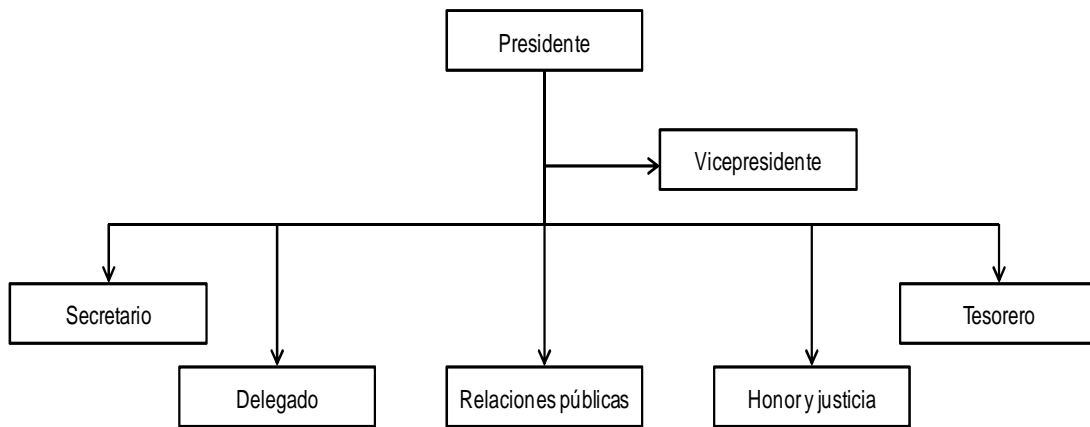 Presidente
Vicepresidente
Secretario
Tesorero
Delegado
Relaciones públicas
Honor y justicia